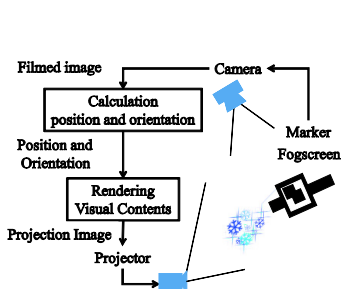 Filmed image
Camera
Calculation
position and orientation
Position and
Orientation
Marker
Fogscreen
Rendering
Visual Contents
Projection Image
Projector